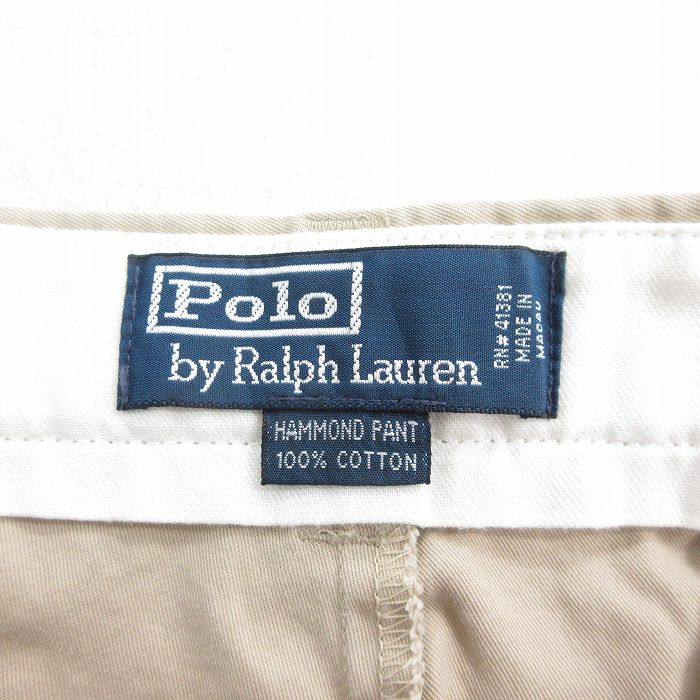 Polo
by Ralph Lauren
HAMMOND PANT
100% COTTON
RN# 41381
MADE IN